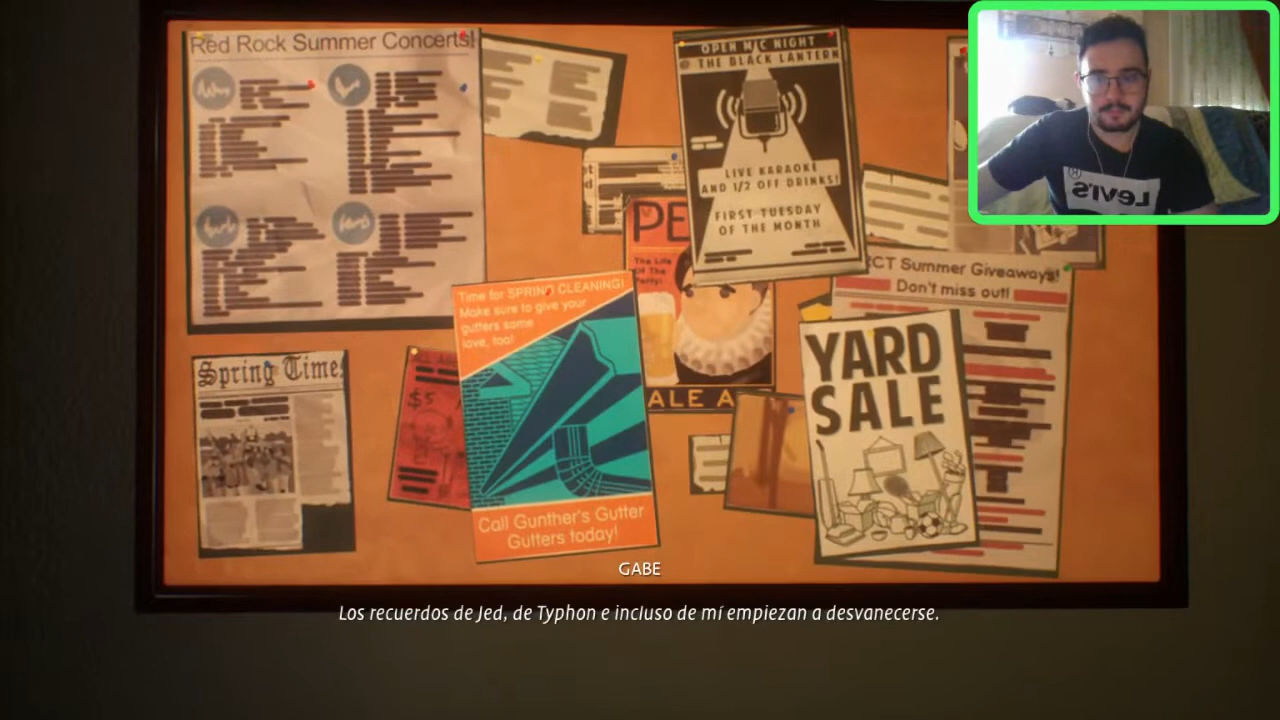 Red Rock Summer Concerts!
OPEN MIC NIGHT
@ THE BLACK LANTERN
LIVE KARAOKE
AND 1/2 OFF DRINKS!
FIRST TUESDAY
OF THE MONTH
LEVI'S
PE
The Life
Of The
Party!
ALE A
Time for SPRING CLEANING!
Make sure to give your
gutters some
love, too!
Call Gunther's Gutter
Gutters today!
CT Summer Giveaways!
Don't miss out!
YARD
SALE
Spring Times
$5
GABE
Los recuerdos de Jed, de Typhon e incluso de mí empiezan a desvanecerse.